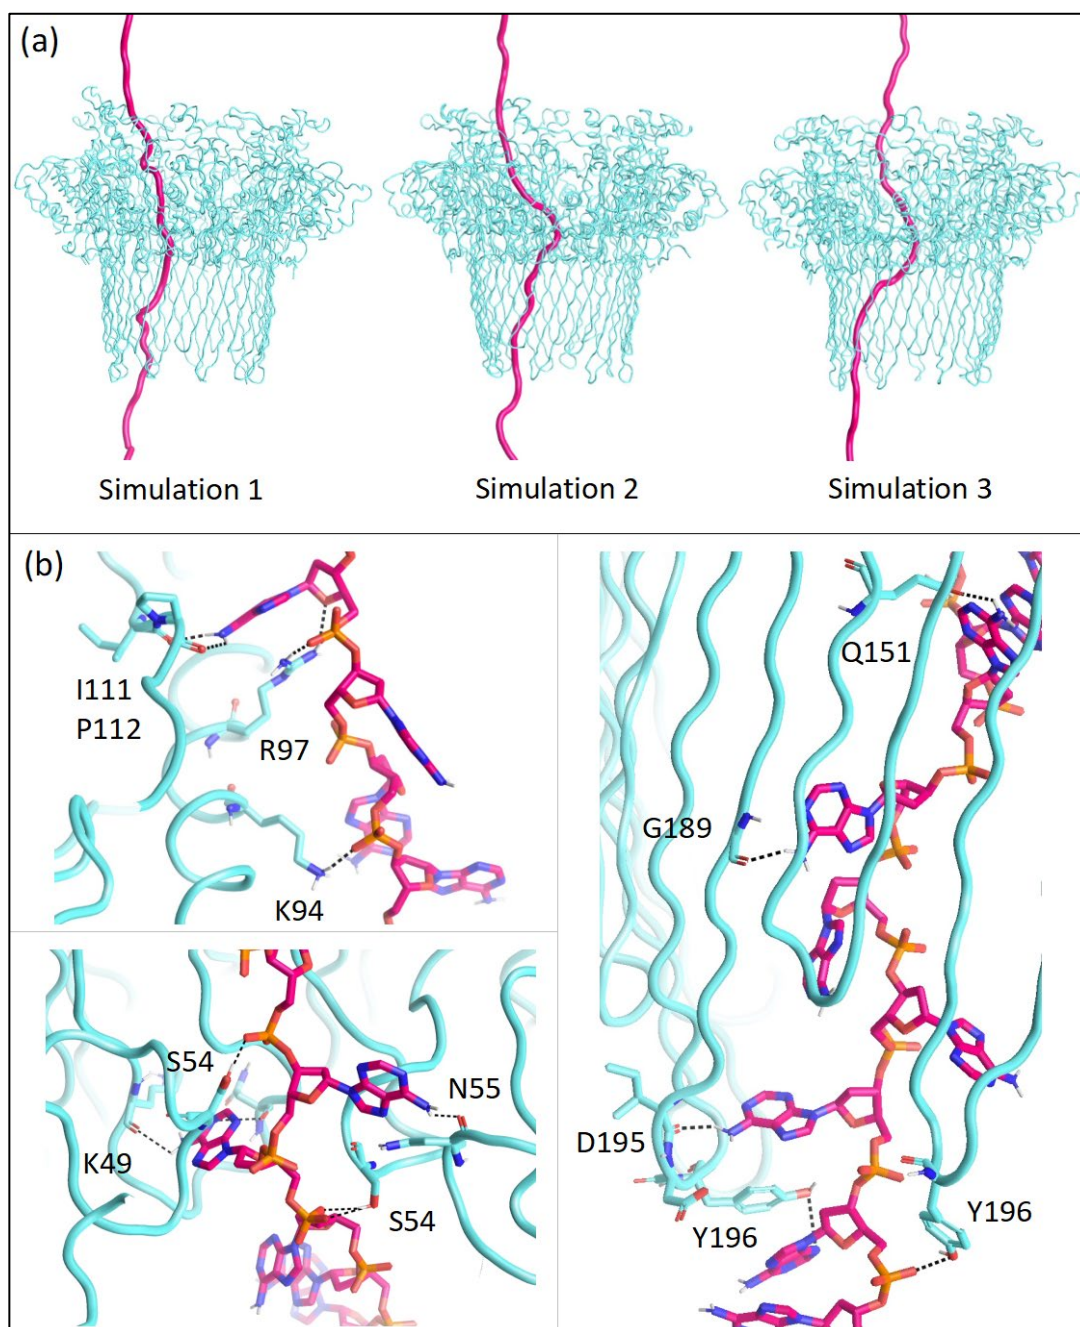 (a)
Simulation 1
Simulation 2
Simulation 3
(b)
I111
P112
R97
K94
S54
N55
K49
S54
Q151
G189
D195
Y196
Y196